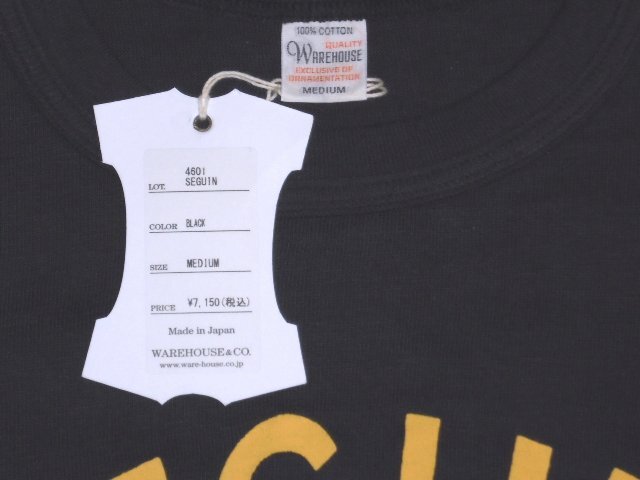 100% COTTON
QUALITY
WAREHOUSE
EXCLUSIVE OF
ORNAMENTATION
MEDIUM
4601
LOT. SEGUIN
COLOR BLACK
SIZE MEDIUM
PRICE ¥7,150(税込)
Made in Japan
WAREHOUSE & CO.
www.ware-house.co.jp